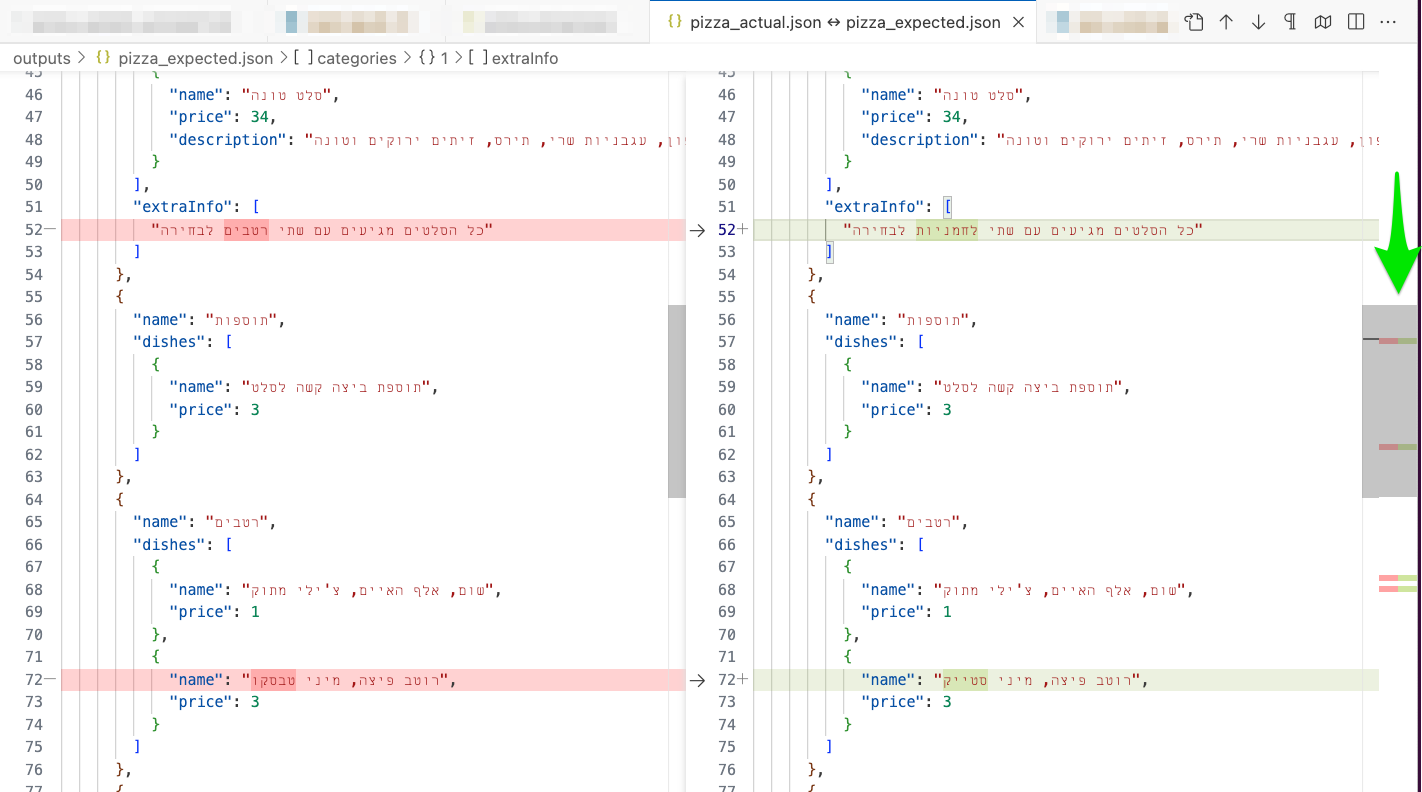 pizza_actual.json ↔ pizza_expected.json
outputs > {} pizza_expected.json > [ ] categories > {} 1 > [ ] extraInfo
45 {
46 "name": "סלט טונה",
47 "price": 34,
48 "description": "עגבניות שרי, תירס, זיתים ירוקים וטונה
49 }
50 ],
51 "extraInfo": [
52 "כל הסלטים מגיעים עם שתי רטבים לבחירה"
53 ]
54 },
55 {
56 "name": "תוספות",
57 "dishes": [
58 {
59 "name": "תוספת ביצה קשה לסלט",
60 "price": 3
61 }
62 ]
63 },
64 {
65 "name": "רטבים",
66 "dishes": [
67 {
68 "name": "שום, אלף האיים, צ'ילי מתוק",
69 "price": 1
70 },
71 {
72 "name": "רוטב פיצה, מיני טבסקו",
73 "price": 3
74 }
75 ]
76 },
77 {
45 {
46 "name": "סלט טונה",
47 "price": 34,
48 "description": "עגבניות שרי, תירס, זיתים ירוקים וטונה
49 }
50 ],
51 "extraInfo": [
52 "כל הסלטים מגיעים עם שתי לחמניות לבחירה"
53 ]
54 },
55 {
56 "name": "תוספות",
57 "dishes": [
58 {
59 "name": "תוספת ביצה קשה לסלט",
60 "price": 3
61 }
62 ]
63 },
64 {
65 "name": "רטבים",
66 "dishes": [
67 {
68 "name": "שום, אלף האיים, צ'ילי מתוק",
69 "price": 1
70 },
71 {
72 "name": "רוטב פיצה, מיני סטייק",
73 "price": 3
74 }
75 ]
76 },
77 {